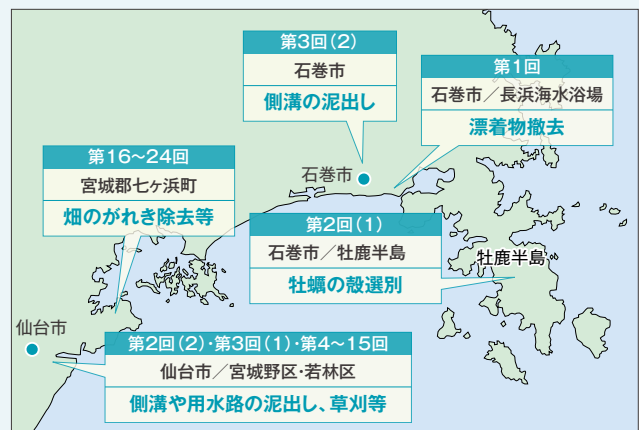 第3回(2)
石巻市
側溝の泥出し
第1回
石巻市／長浜海水浴場
漂着物撤去
第16〜24回
宮城郡七ヶ浜町
畑のがれき除去等
石巻市
第2回(1)
石巻市／牡鹿半島
牡蠣の殻選別
牡鹿半島
仙台市
第2回(2)・第3回(1)・第4〜15回
仙台市／宮城野区・若林区
側溝や用水路の泥出し、草刈等